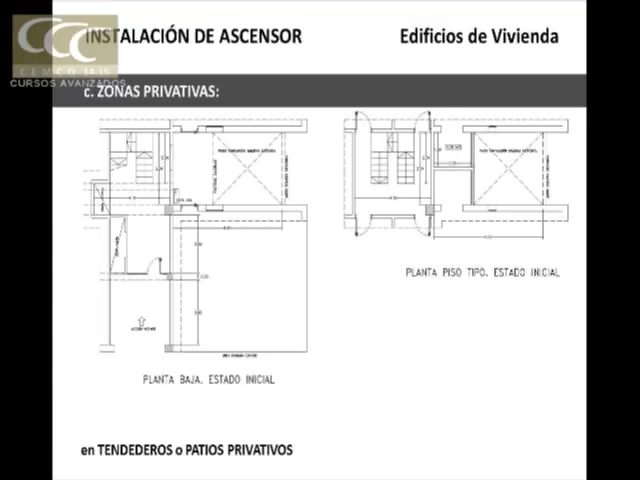 INSTALACIÓN DE ASCENSOR
Edificios de Vivienda
CEMCO
CURSOS AVANZADOS
c. ZONAS PRIVATIVAS:
PLANTA PISO TIPO. ESTADO INICIAL
PLANTA BAJA. ESTADO INICIAL
en TENDEDEROS o PATIOS PRIVATIVOS